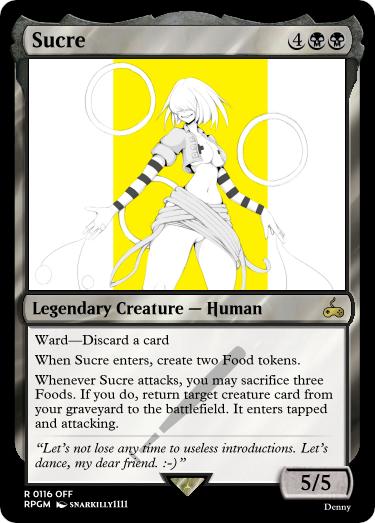 Sucre 4
Legendary Creature — Human
Ward—Discard a card
When Sucre enters, create two Food tokens.
Whenever Sucre attacks, you may sacrifice three
Foods. If you do, return target creature card from
your graveyard to the battlefield. It enters tapped
and attacking.
“Let's not lose any time to useless introductions. Let's
dance, my dear friend. :-)”
5/5
R 0116 OFF
RPGM SNARKILLY1111
Denny